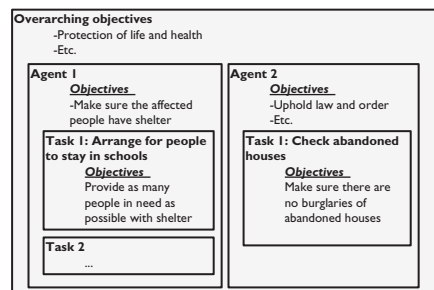 Overarching objectives
-Protection of life and health
-Etc.
Agent 1
Objectives
-Make sure the affected
people have shelter
Task 1: Arrange for people
to stay in schools
Objectives
Provide as many
people in need as
possible with shelter
Task 2
...
Agent 2
Objectives
-Uphold law and order
-Etc.
Task 1: Check abandoned
houses
Objectives
Make sure there are
no burglaries of
abandoned houses